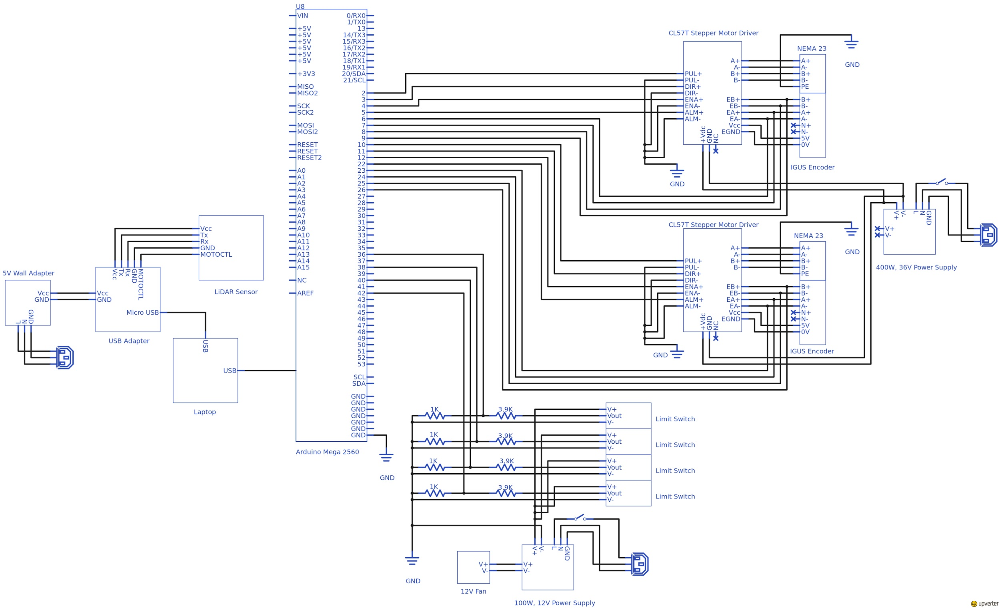 U8
VIN
+5V
+5V
+5V
+5V
+5V
+5V
+3V3
MISO
MISO2
SCK
SCK2
MOSI
MOSI2
RESET
RESET
RESET2
A0
A1
A2
A3
A4
A5
A6
A7
A8
A9
A10
A11
A12
A13
A14
A15
NC
AREF
0/RX0
1/TX0
13
14/TX3
15/RX3
16/TX2
17/RX2
18/TX1
19/RX1
20/SDA
21/SCL
2
3
4
5
6
7
8
9
10
11
12
22
23
24
25
26
27
28
29
30
31
32
33
34
35
36
37
38
39
40
41
42
43
44
45
46
47
48
49
50
51
52
53
SCL
SDA
GND
GND
GND
GND
GND
GND
GND
Arduino Mega 2560
GND
Vcc
Tx
Rx
GND
MOTOCTL
LiDAR Sensor
5V Wall Adapter
Vcc
GND
L
N
GND
Vcc
Tx
Rx
GND
MOTOCTL
Vcc
GND
Micro USB
USB Adapter
USB
USB
Laptop
CL57T Stepper Motor Driver
PUL+
PUL-
DIR+
DIR-
ENA+
ENA-
ALM+
ALM-
A+
A-
B+
B-
EB+
EB-
EA+
EA-
Vcc
EGND
+Vdc
GND
NC
GND
NEMA 23
A+
A-
B+
B-
PE
B+
B-
A+
A-
N+
N-
5V
0V
IGUS Encoder
GND
CL57T Stepper Motor Driver
PUL+
PUL-
DIR+
DIR-
ENA+
ENA-
ALM+
ALM-
A+
A-
B+
B-
EB+
EB-
EA+
EA-
Vcc
EGND
+Vdc
GND
NC
GND
NEMA 23
A+
A-
B+
B-
PE
B+
B-
A+
A-
N+
N-
5V
0V
IGUS Encoder
GND
V+
V-
L
N
GND
V+
V-
400W, 36V Power Supply
1K
3.9K
V+
Vout
V-
Limit Switch
1K
3.9K
V+
Vout
V-
Limit Switch
1K
3.9K
V+
Vout
V-
Limit Switch
1K
3.9K
V+
Vout
V-
Limit Switch
GND
V+
V-
12V Fan
V+
V-
L
N
GND
V+
V-
100W, 12V Power Supply
upverter